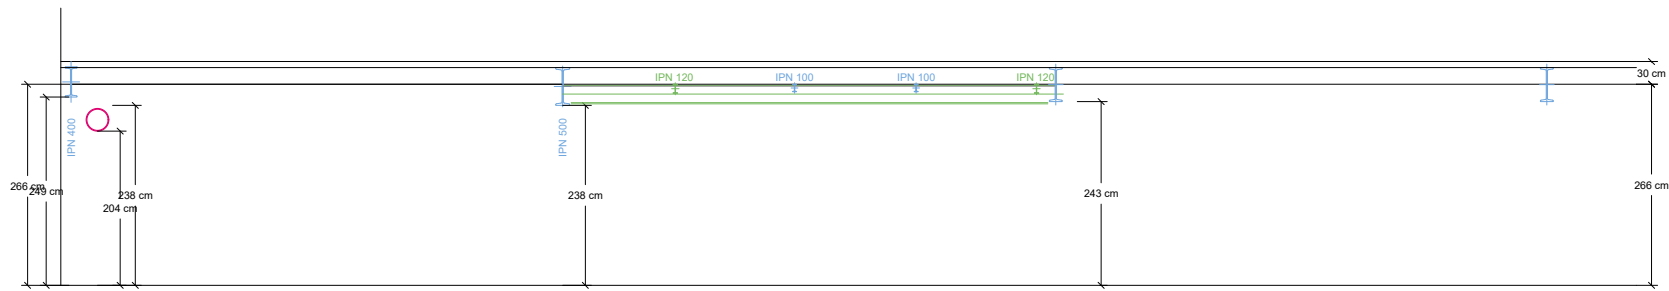 IPN 120
IPN 100
IPN 100
IPN 120
30 cm
IPN 400
IPN 500
266 cm
249 cm
238 cm
204 cm
238 cm
243 cm
266 cm